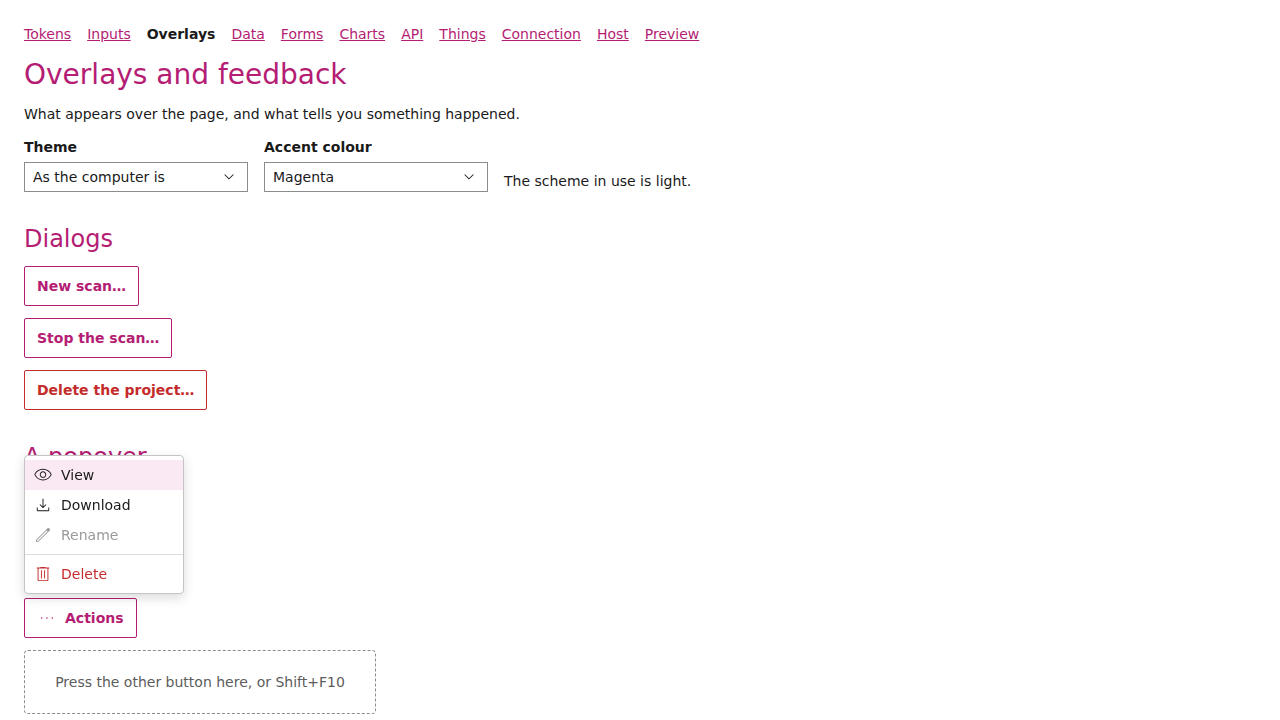 Tokens Inputs Overlays Data Forms Charts API Things Connection Host Preview
Overlays and feedback
What appears over the page, and what tells you something happened.
Theme Accent colour
As the computer is Magenta The scheme in use is light.
Dialogs
New scan…
Stop the scan…
Delete the project…
A popover
View
Download
Rename
Delete
··· Actions
Press the other button here, or Shift+F10